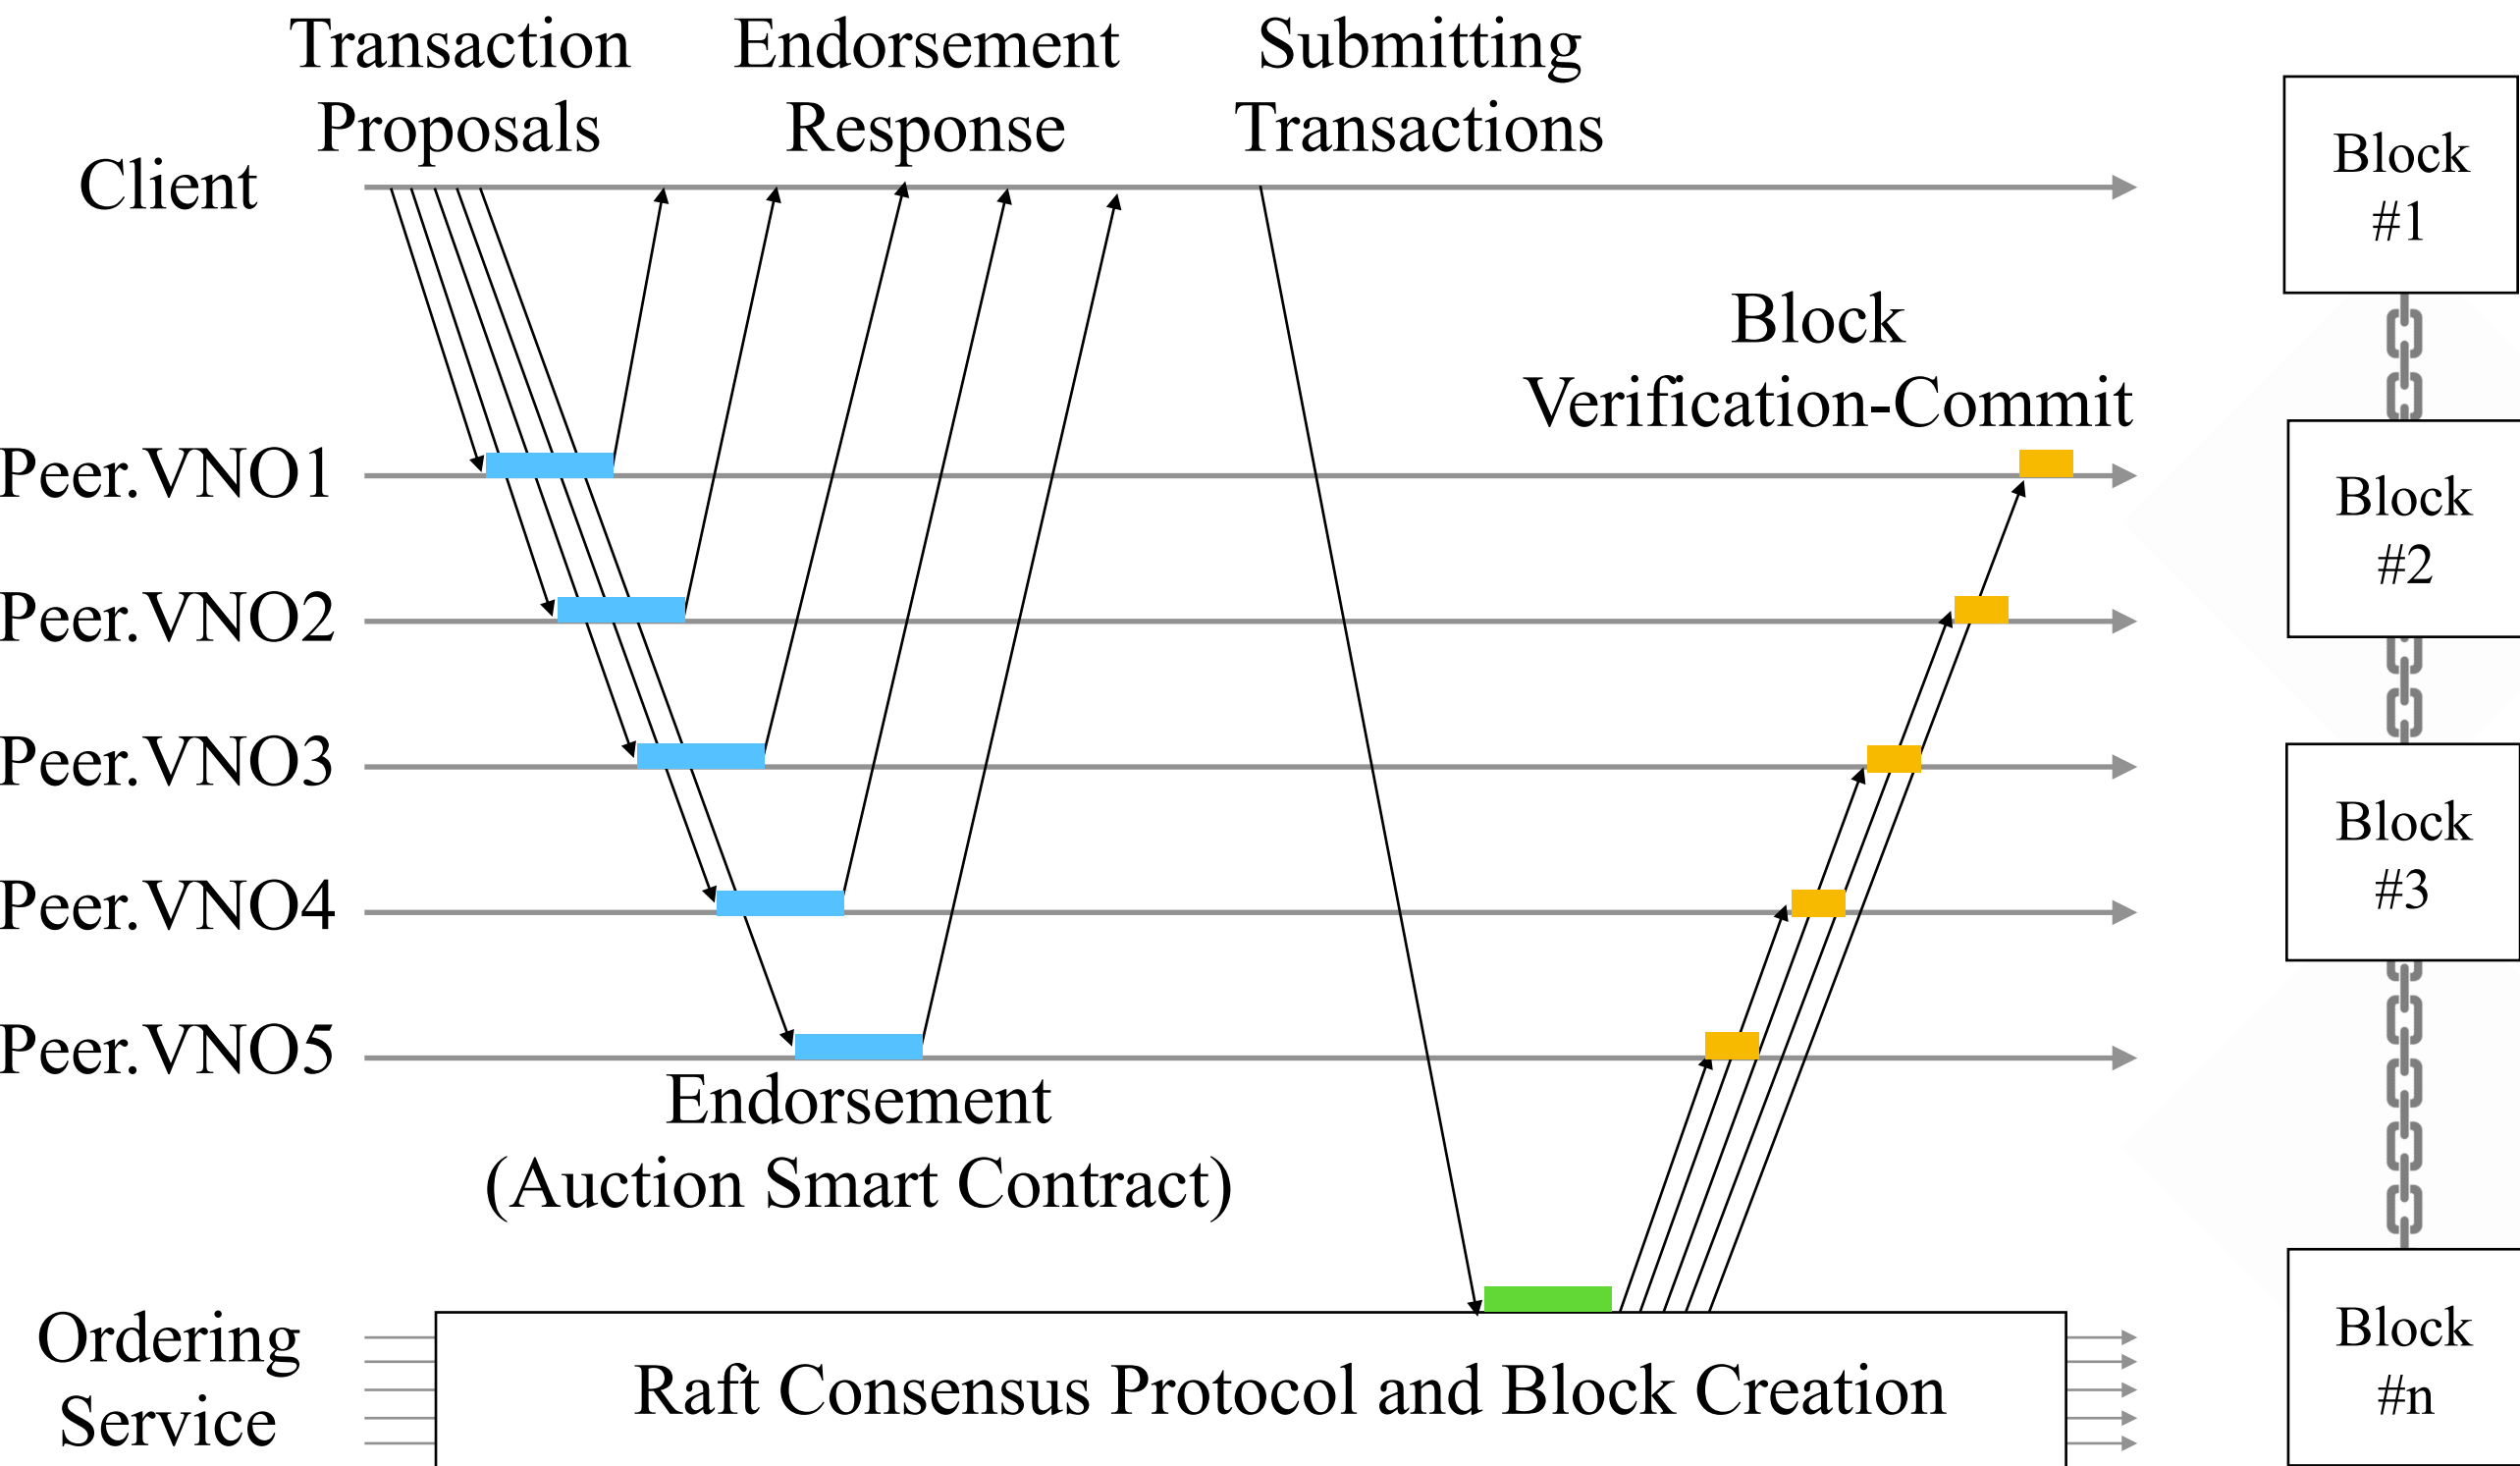 Transaction
Proposals
Endorsement
Response
Submitting
Transactions
Client
Block
Verification-Commit
Peer.VNO1
Peer.VNO2
Peer.VNO3
Peer.VNO4
Peer.VNO5
Endorsement
(Auction Smart Contract)
Ordering
Service
Raft Consensus Protocol and Block Creation
Block
#1
Block
#2
Block
#3
Block
#n